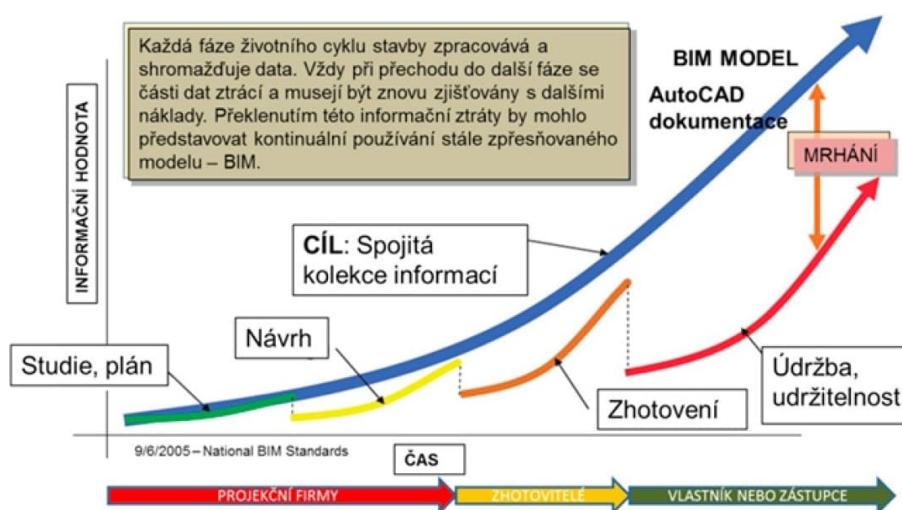 Každá fáze životního cyklu stavby zpracovává a
shromažďuje data. Vždy při přechodu do další fáze se
části dat ztrácí a musejí být znovu zjišťovány s dalšími
náklady. Překlenutím této informační ztráty by mohlo
představovat kontinuální používání stále zpřesňovaného
modelu – BIM.
BIM MODEL
AutoCAD
dokumentace
MRHÁNÍ
INFORMAČNÍ HODNOTA
CÍL: Spojitá
kolekce informací
Návrh
Studie, plán
Zhotovení
Údržba,
udržitelnost
9/6/2005 – National BIM Standards
ČAS
PROJEKČNÍ FIRMY
ZHOTOVITELÉ
VLASTNÍK NEBO ZÁSTUPCE